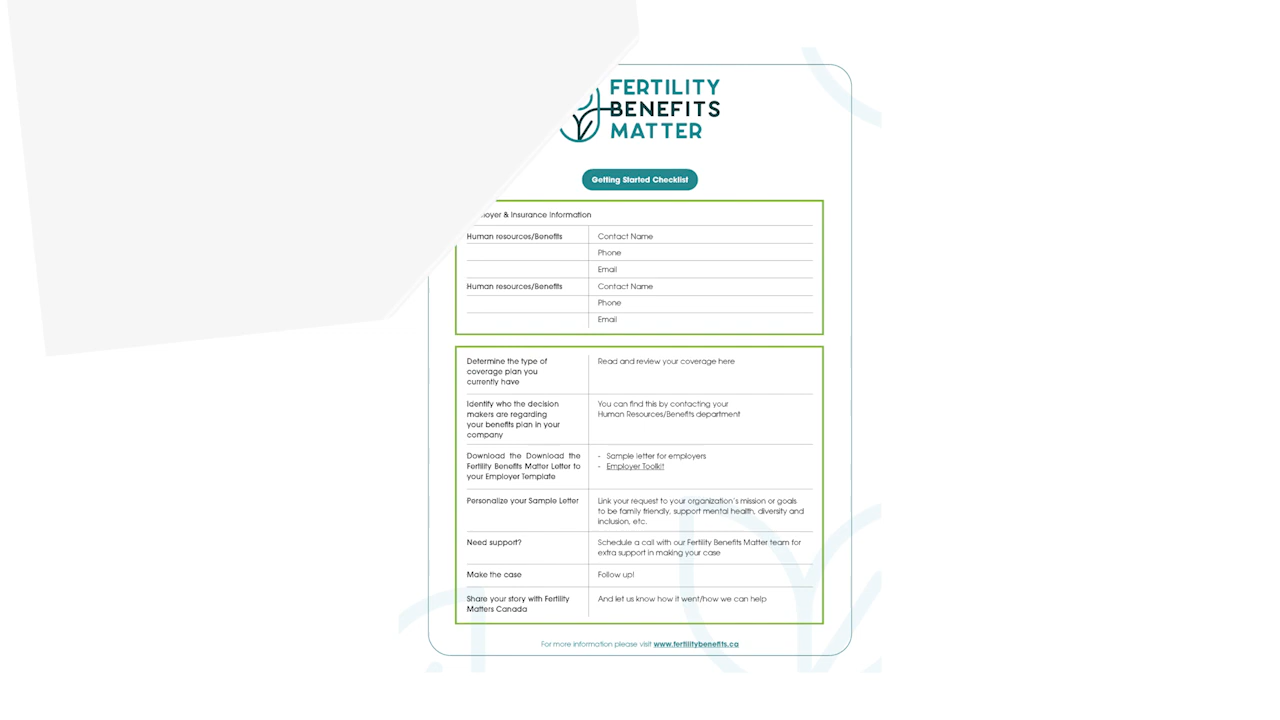 FERTILITY
BENEFITS
MATTER
Getting Started Checklist
& Insurance Information
Human resources/Benefits
Contact Name
Phone
Email
Human resources/Benefits
Contact Name
Phone
Email
Determine the type of
coverage plan you
currently have
Read and review your coverage here
Identify who the decision
makers are regarding
your benefits plan in your
company
You can find this by contacting your
Human Resources/Benefits department
Download the Download the
Fertility Benefits Matter Letter to
your Employer Template
- Sample letter for employers
- Employer Toolkit
Personalize your Sample Letter
Link your request to your organization's mission or goals
to be family friendly, support mental health, diversity and
inclusion, etc.
Need support?
Schedule a call with our Fertility Benefits Matter team for
extra support in making your case
Make the case
Follow up!
Share your story with Fertility
Matters Canada
And let us know how it went/how we can help
For more information please visit www.fertilitybenefits.ca